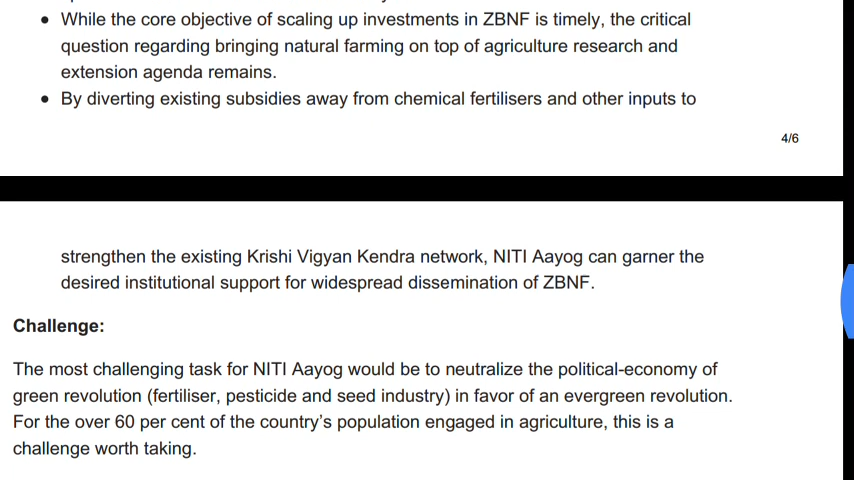 ● While the core objective of scaling up investments in ZBNF is timely, the critical
question regarding bringing natural farming on top of agriculture research and
extension agenda remains.
● By diverting existing subsidies away from chemical fertilisers and other inputs to
4/6
strengthen the existing Krishi Vigyan Kendra network, NITI Aayog can garner the
desired institutional support for widespread dissemination of ZBNF.
Challenge:
The most challenging task for NITI Aayog would be to neutralize the political-economy of
green revolution (fertiliser, pesticide and seed industry) in favor of an evergreen revolution.
For the over 60 per cent of the country’s population engaged in agriculture, this is a
challenge worth taking.